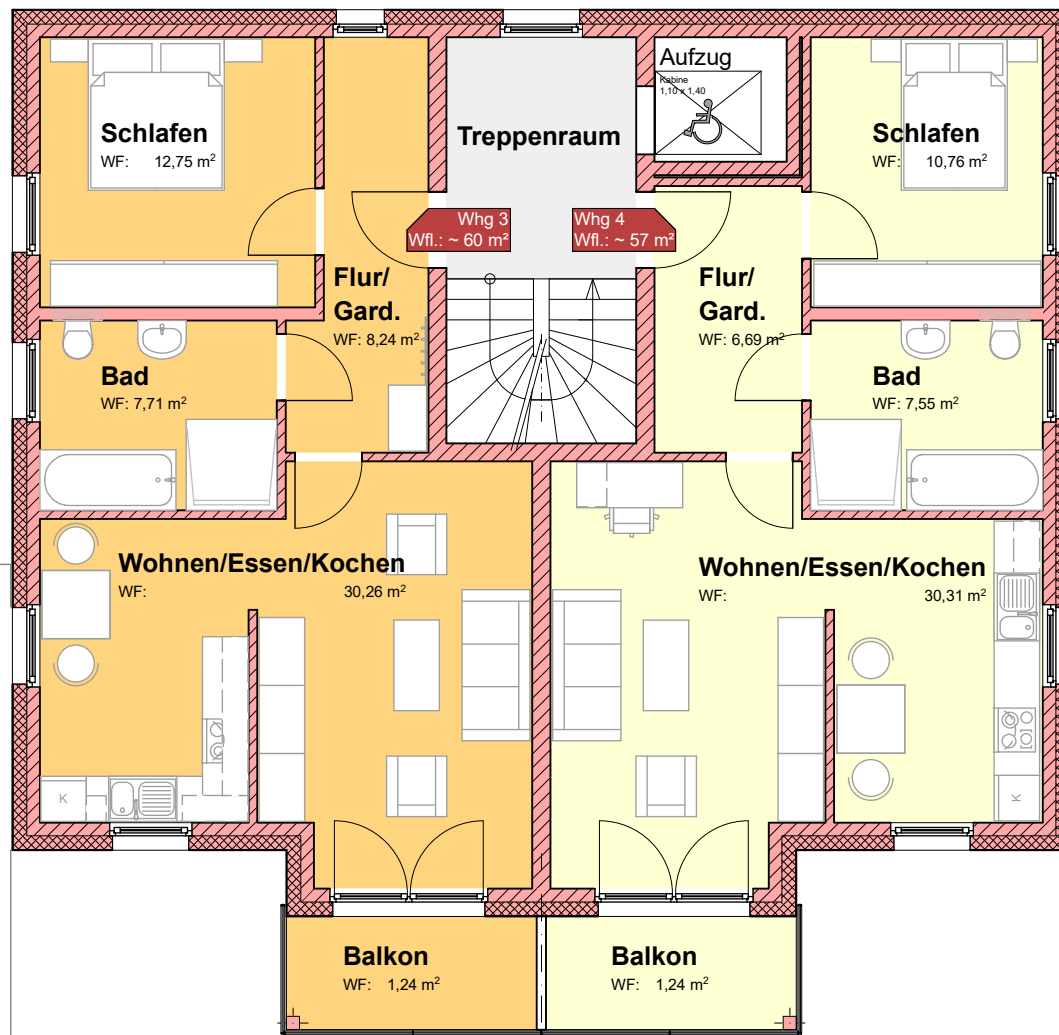 Aufzug
Kabine
1,10 x 1,40
Schlafen
WF: 12,75 m²
Treppenraum
Schlafen
WF: 10,76 m²
Whg 3
Wfl.: ~ 60 m²
Whg 4
Wfl.: ~ 57 m²
Flur/
Gard.
WF: 8,24 m²
Flur/
Gard.
WF: 6,69 m²
Bad
WF: 7,71 m²
Bad
WF: 7,55 m²
Wohnen/Essen/Kochen
WF: 30,26 m²
Wohnen/Essen/Kochen
WF: 30,31 m²
K
K
Balkon
WF: 1,24 m²
Balkon
WF: 1,24 m²